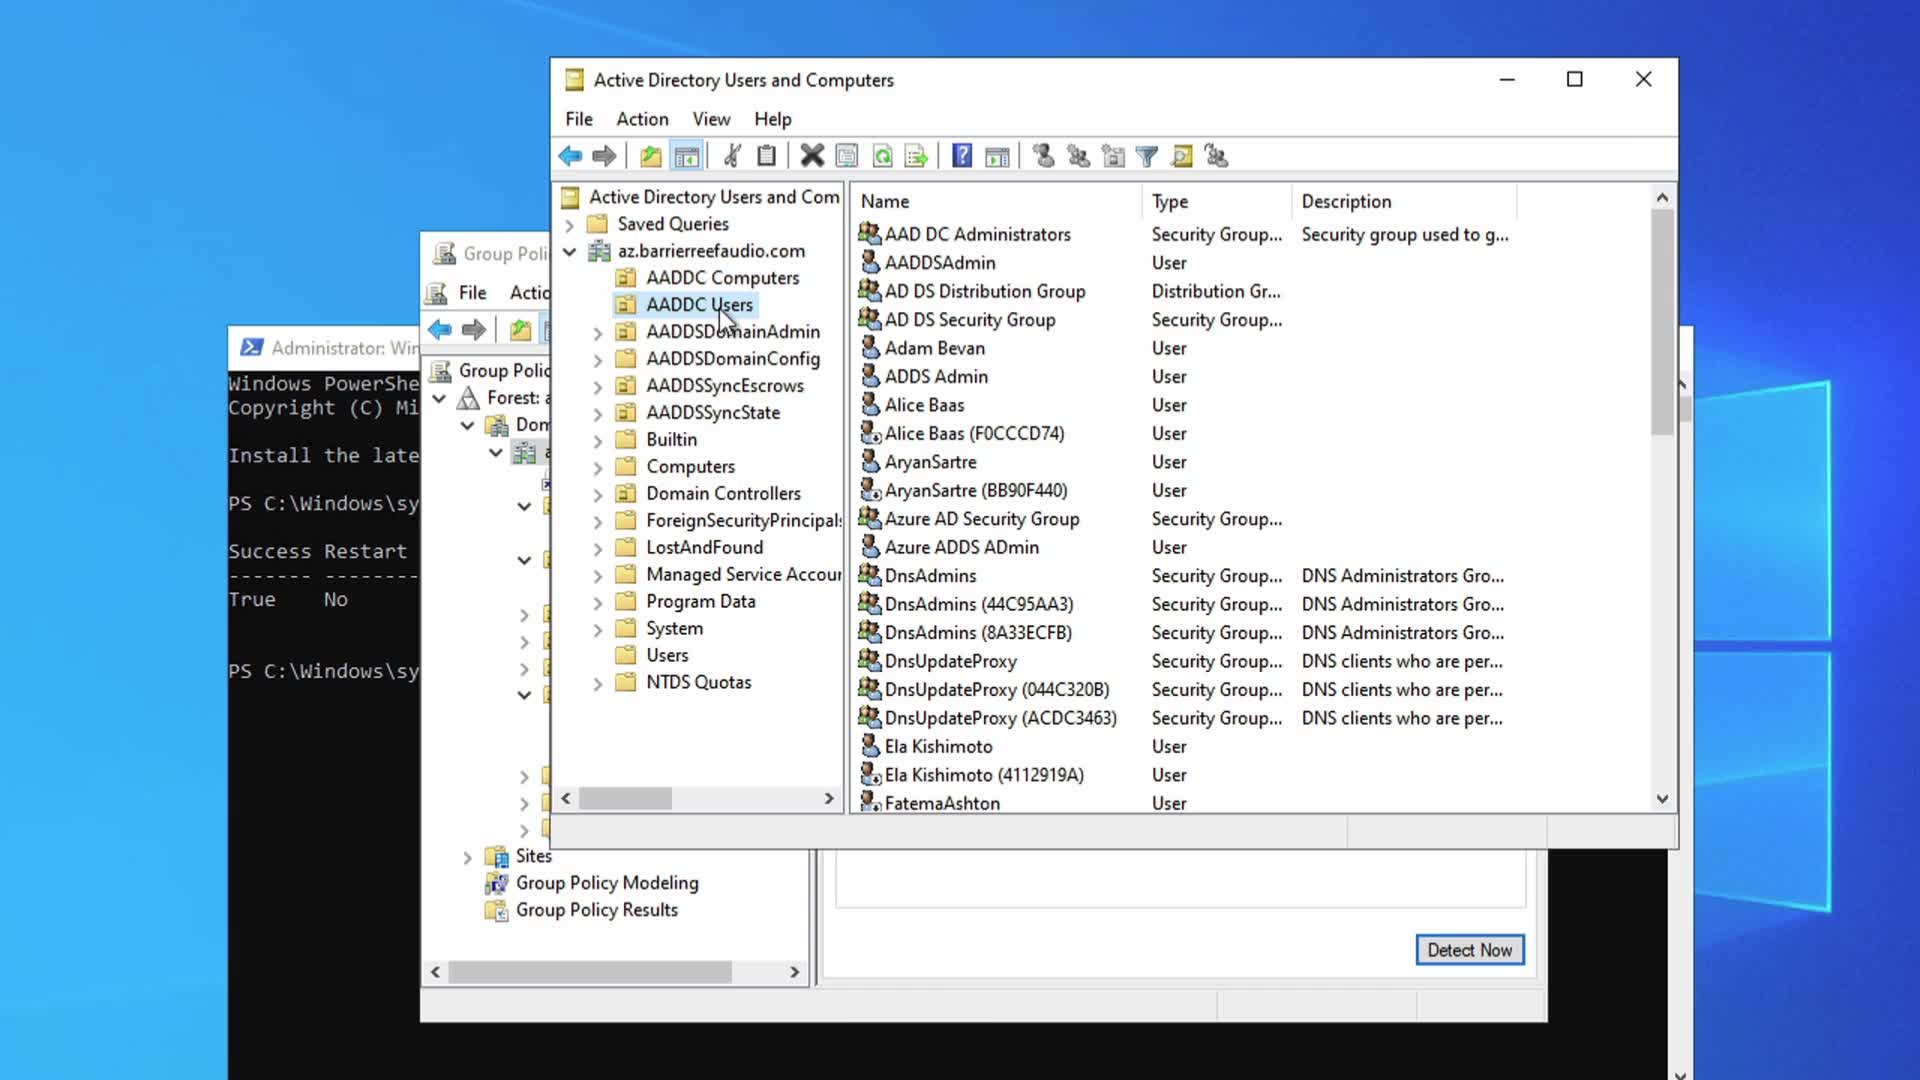 Active Directory Users and Computers
File Action View Help
Active Directory Users and Com
Saved Queries
az.barrierreefaudio.com
AADDC Computers
AADDC Users
AADDSDomainAdmin
AADDSDomainConfig
AADDSSyncEscrows
AADDSSyncState
Builtin
Computers
Domain Controllers
ForeignSecurityPrincipals
LostAndFound
Managed Service Accour
Program Data
System
Users
NTDS Quotas
Name Type Description
AAD DC Administrators Security Group... Security group used to g...
AADDSAdmin User
AD DS Distribution Group Distribution Gr...
AD DS Security Group Security Group...
Adam Bevan User
ADDS Admin User
Alice Baas User
Alice Baas (F0CCCD74) User
AryanSartre User
AryanSartre (BB90F440) User
Azure AD Security Group Security Group...
Azure ADDS ADmin User
DnsAdmins Security Group... DNS Administrators Gro...
DnsAdmins (44C95AA3) Security Group... DNS Administrators Gro...
DnsAdmins (8A33ECFB) Security Group... DNS Administrators Gro...
DnsUpdateProxy Security Group... DNS clients who are per...
DnsUpdateProxy (044C320B) Security Group... DNS clients who are per...
DnsUpdateProxy (ACDC3463) Security Group... DNS clients who are per...
Ela Kishimoto User
Ela Kishimoto (4112919A) User
FatemaAshton User
Group Poli
File Actio
Group Polic
Forest: a
Dom
a
Sites
Group Policy Modeling
Group Policy Results
Detect Now
Administrator: Win
Windows PowerShe
Copyright (C) Mi
Install the late
PS C:\Windows\sy
Success Restart
------- --------
True No
PS C:\Windows\sy